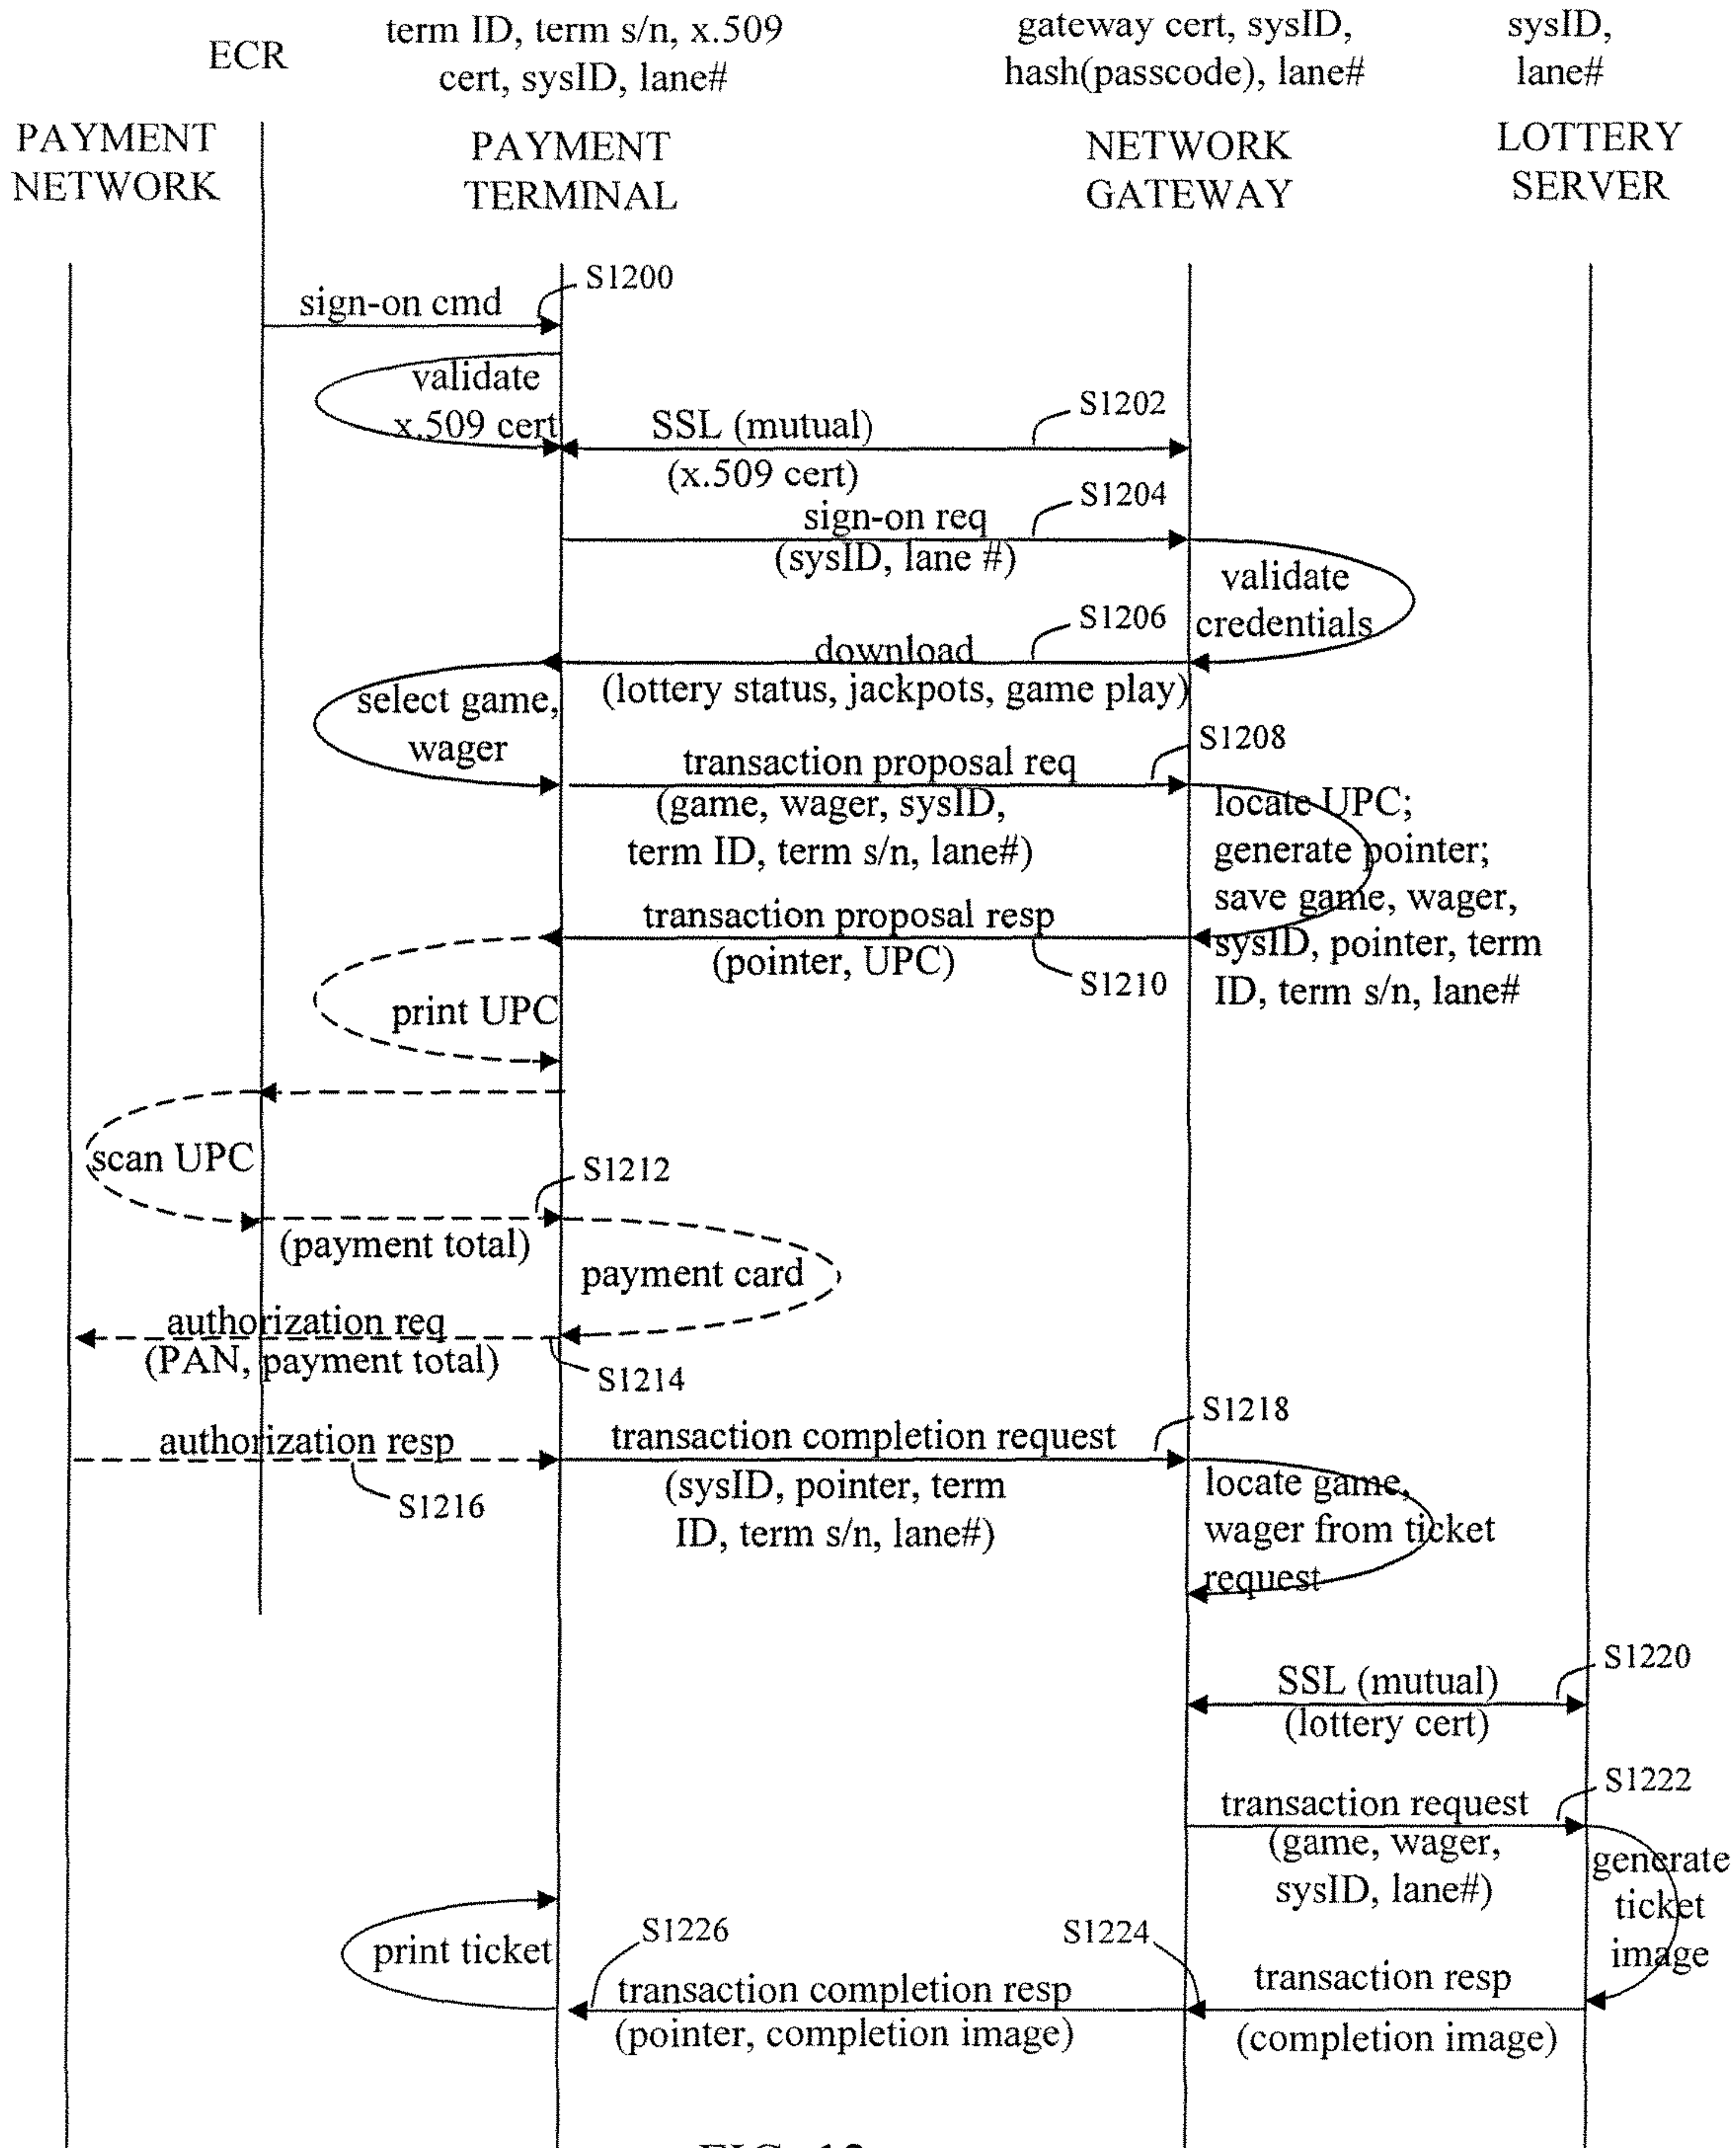 term ID, term s/n, x.509
cert, sysID, lane#
gateway cert, sysID,
hash(passcode), lane#
sysID,
lane#
ECR
PAYMENT
NETWORK
PAYMENT
TERMINAL
NETWORK
GATEWAY
LOTTERY
SERVER
S1200
sign-on cmd
validate
x.509 cert
S1202
SSL (mutual)
(x.509 cert)
S1204
sign-on req
(sysID, lane #)
validate
credentials
S1206
download
(lottery status, jackpots, game play)
select game,
wager
S1208
transaction proposal req
(game, wager, sysID,
term ID, term s/n, lane#)
locate UPC;
generate pointer;
save game, wager,
sysID, pointer, term
ID, term s/n, lane#
transaction proposal resp
(pointer, UPC)
S1210
print UPC
scan UPC
S1212
(payment total)
payment card
authorization req
(PAN, payment total)
S1214
authorization resp
S1216
S1218
transaction completion request
(sysID, pointer, term
ID, term s/n, lane#)
locate game,
wager from ticket
request
S1220
SSL (mutual)
(lottery cert)
S1222
transaction request
(game, wager,
sysID, lane#)
generate
ticket
image
print ticket
S1226
S1224
transaction completion resp
(pointer, completion image)
transaction resp
(completion image)